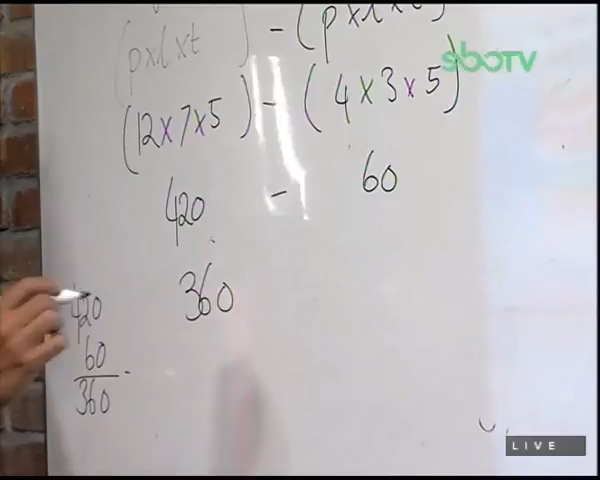 (p x l x t) - (p x l x t)
sbOTV
(12 x 7 x 5) - (4 x 3 x 5)
420 - 60
360
420
60 -
360
LIVE